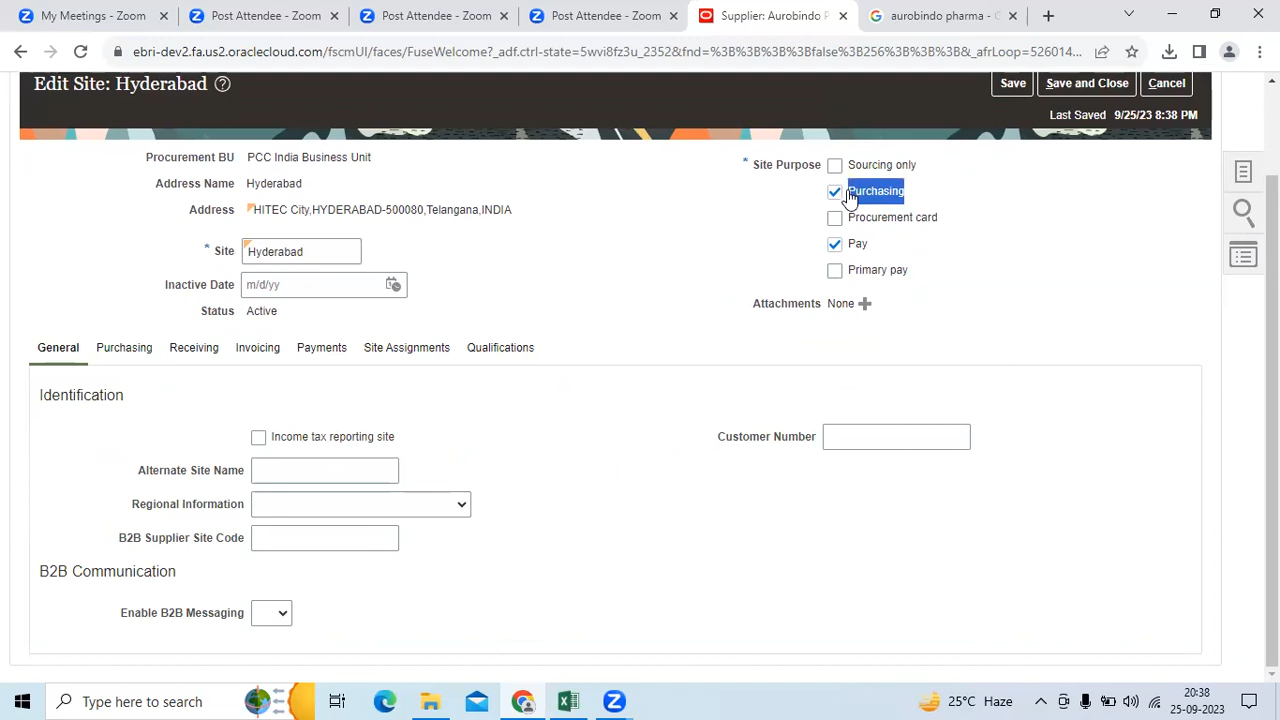 My Meetings - Zoom
Post Attendee - Zoom
Post Attendee - Zoom
Post Attendee - Zoom
Supplier: Aurobindo P
aurobindo pharma - G
ebri-dev2.fa.us2.oraclecloud.com/fscmUI/faces/FuseWelcome?_adf.ctrl-state=5wvi8fz3u_2352&fnd=%3B%3B%3B%3Bfalse%3B256%3B%3B%3B&_afrLoop=526014...
Edit Site: Hyderabad
Save
Save and Close
Cancel
Last Saved 9/25/23 8:38 PM
Procurement BU PCC India Business Unit
Address Name Hyderabad
Address HITEC City,HYDERABAD-500080,Telangana,INDIA
* Site Hyderabad
Inactive Date m/d/yy
Status Active
* Site Purpose Sourcing only
Purchasing
Procurement card
Pay
Primary pay
Attachments None
General Purchasing Receiving Invoicing Payments Site Assignments Qualifications
Identification
Income tax reporting site
Customer Number
Alternate Site Name
Regional Information
B2B Supplier Site Code
B2B Communication
Enable B2B Messaging
Type here to search
25°C Haze
20:38
25-09-2023